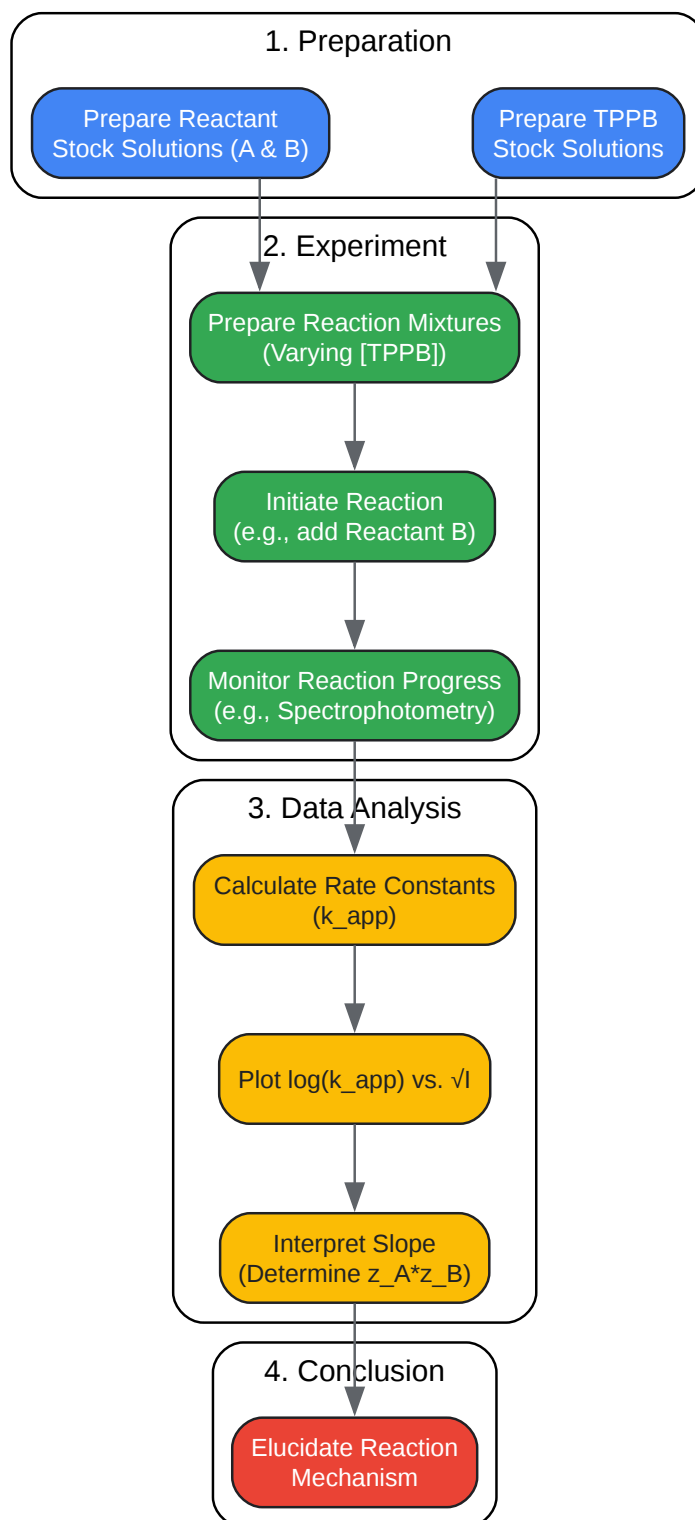 1. Preparation
Prepare Reactant
Stock Solutions (A & B)
Prepare TPPB
Stock Solutions
2. Experiment
Prepare Reaction Mixtures
(Varying [TPPB])
Initiate Reaction
(e.g., add Reactant B)
Monitor Reaction Progress
(e.g., Spectrophotometry)
3. Data Analysis
Calculate Rate Constants
(k_app)
Plot log(k_app) vs. √I
Interpret Slope
(Determine z_A*z_B)
4. Conclusion
Elucidate Reaction
Mechanism